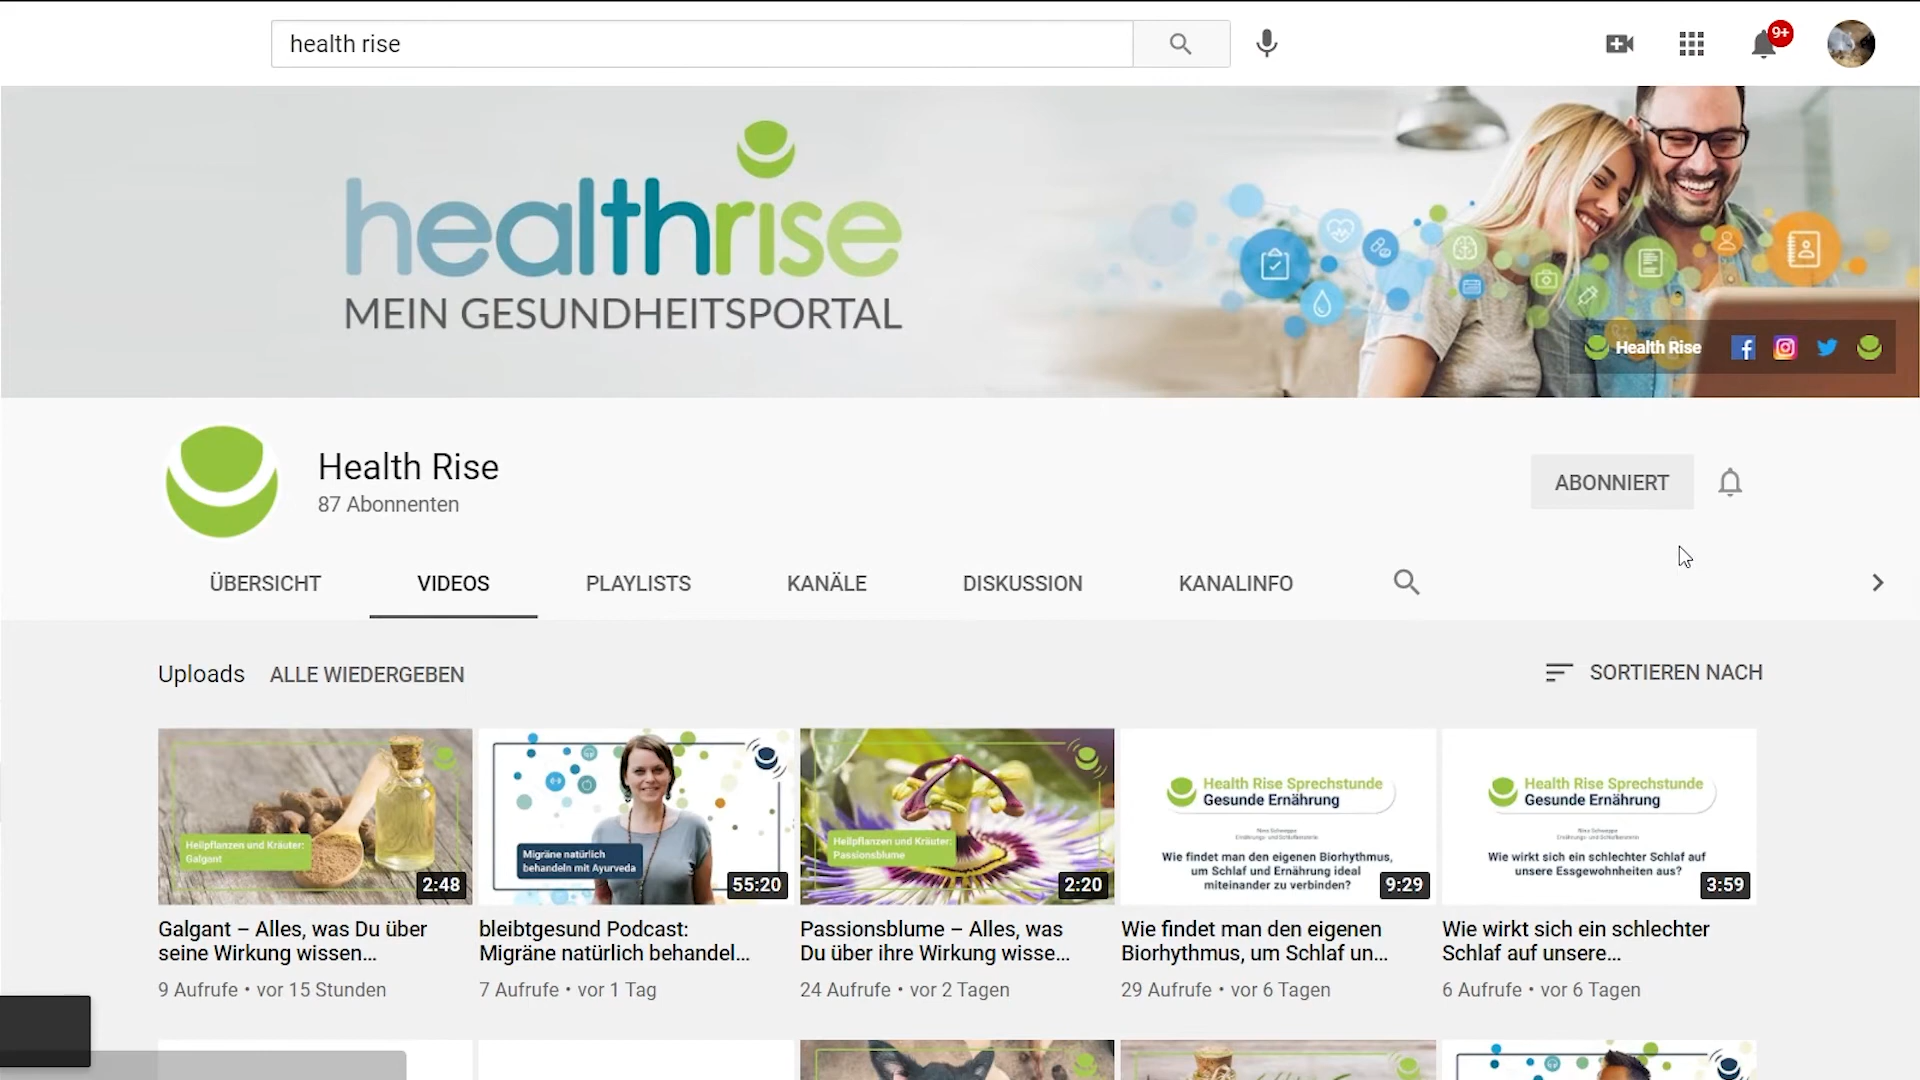 health rise
9+
healthrise
MEIN GESUNDHEITSPORTAL
Health Rise
Health Rise
87 Abonnenten
ABONNIERT
ÜBERSICHT
VIDEOS
PLAYLISTS
KANÄLE
DISKUSSION
KANALINFO
Uploads
ALLE WIEDERGEBEN
SORTIEREN NACH
Heilpflanzen und Kräuter:
Galgant
2:48
Galgant – Alles, was Du über
seine Wirkung wissen...
9 Aufrufe • vor 15 Stunden
Migräne natürlich
behandeln mit Ayurveda
55:20
bleibtgesund Podcast:
Migräne natürlich behandel...
7 Aufrufe • vor 1 Tag
Heilpflanzen und Kräuter:
Passionsblume
2:20
Passionsblume – Alles, was
Du über ihre Wirkung wisse...
24 Aufrufe • vor 2 Tagen
Health Rise Sprechstunde
Gesunde Ernährung
Wie findet man den eigenen Biorhythmus,
um Schlaf und Ernährung ideal
miteinander zu verbinden?
9:29
Wie findet man den eigenen
Biorhythmus, um Schlaf un...
29 Aufrufe • vor 6 Tagen
Health Rise Sprechstunde
Gesunde Ernährung
Wie wirkt sich ein schlechter Schlaf auf
unsere Essgewohnheiten aus?
3:59
Wie wirkt sich ein schlechter
Schlaf auf unsere...
6 Aufrufe • vor 6 Tagen